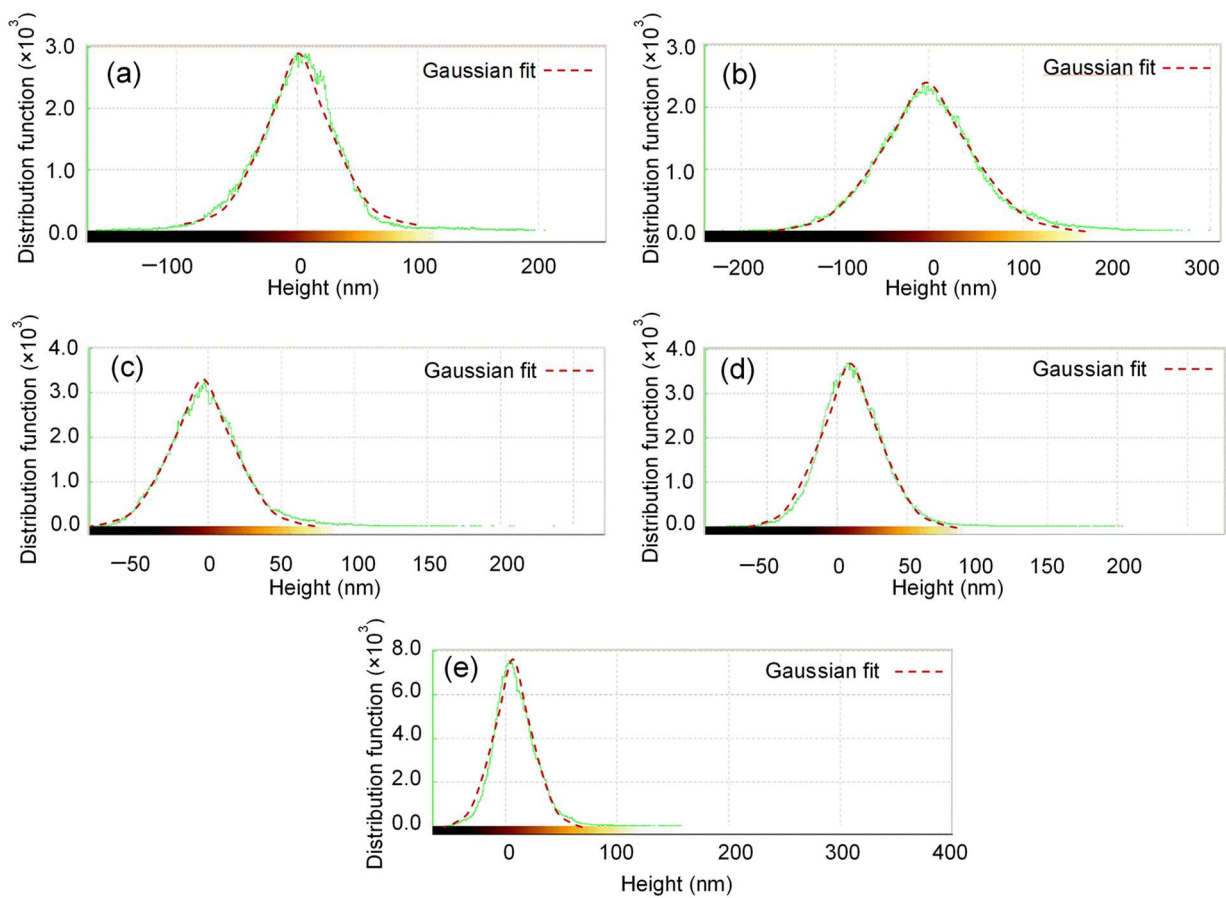 Distribution function (×10³)
3.0
2.0
1.0
0.0
(a)
Gaussian fit
−100
0
100
200
Height (nm)
Distribution function (×10³)
3.0
2.0
1.0
0.0
(b)
Gaussian fit
−200
−100
0
100
200
300
Height (nm)
Distribution function (×10³)
4.0
3.0
2.0
1.0
0.0
(c)
Gaussian fit
−50
0
50
100
150
200
Height (nm)
Distribution function (×10³)
4.0
3.0
2.0
1.0
0.0
(d)
Gaussian fit
−50
0
50
100
150
200
Height (nm)
Distribution function (×10³)
8.0
6.0
4.0
2.0
0.0
(e)
Gaussian fit
0
100
200
300
400
Height (nm)